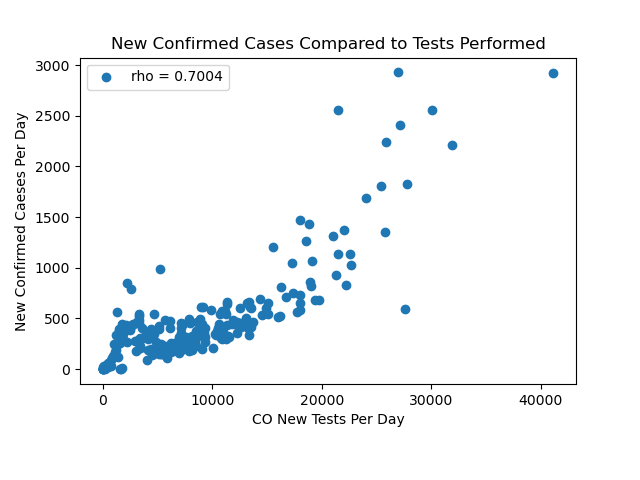 New Confirmed Cases Compared to Tests Performed
rho = 0.7004
3000
2500
2000
1500
1000
500
0
New Confirmed Caeses Per Day
0 10000 20000 30000 40000
CO New Tests Per Day